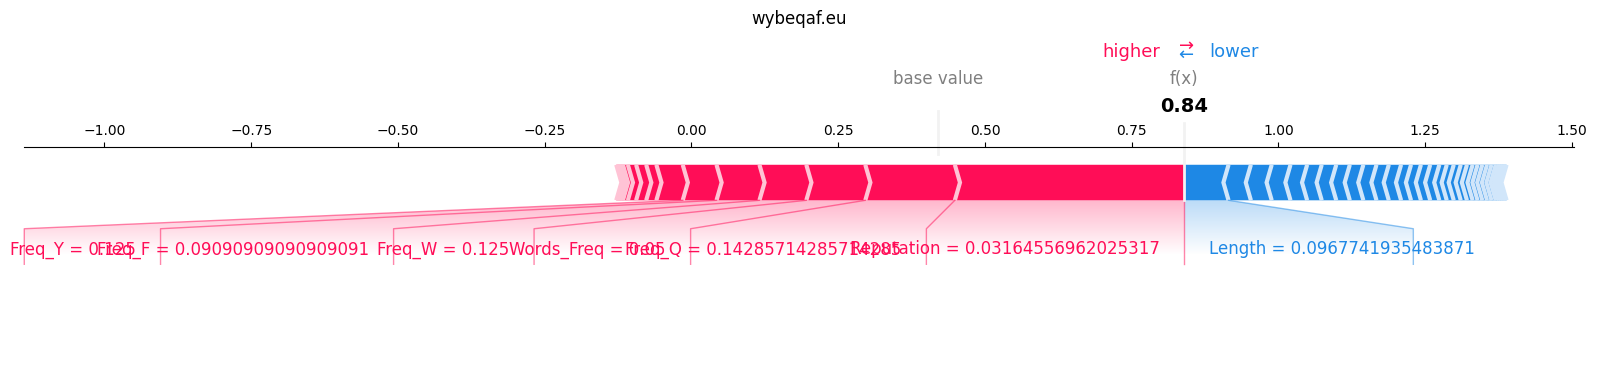 wybeqaf.eu
higher ⇄ lower
base value f(x)
0.84
−1.00 −0.75 −0.50 −0.25 0.00 0.25 0.50 0.75 1.00 1.25 1.50
Freq_Y = 0.125 Freq_F = 0.09090909090909091 Freq_W = 0.125 Words_Freq = 0.05 Freq_Q = 0.14285714285714285 Reputation = 0.03164556962025317 Length = 0.0967741935483871